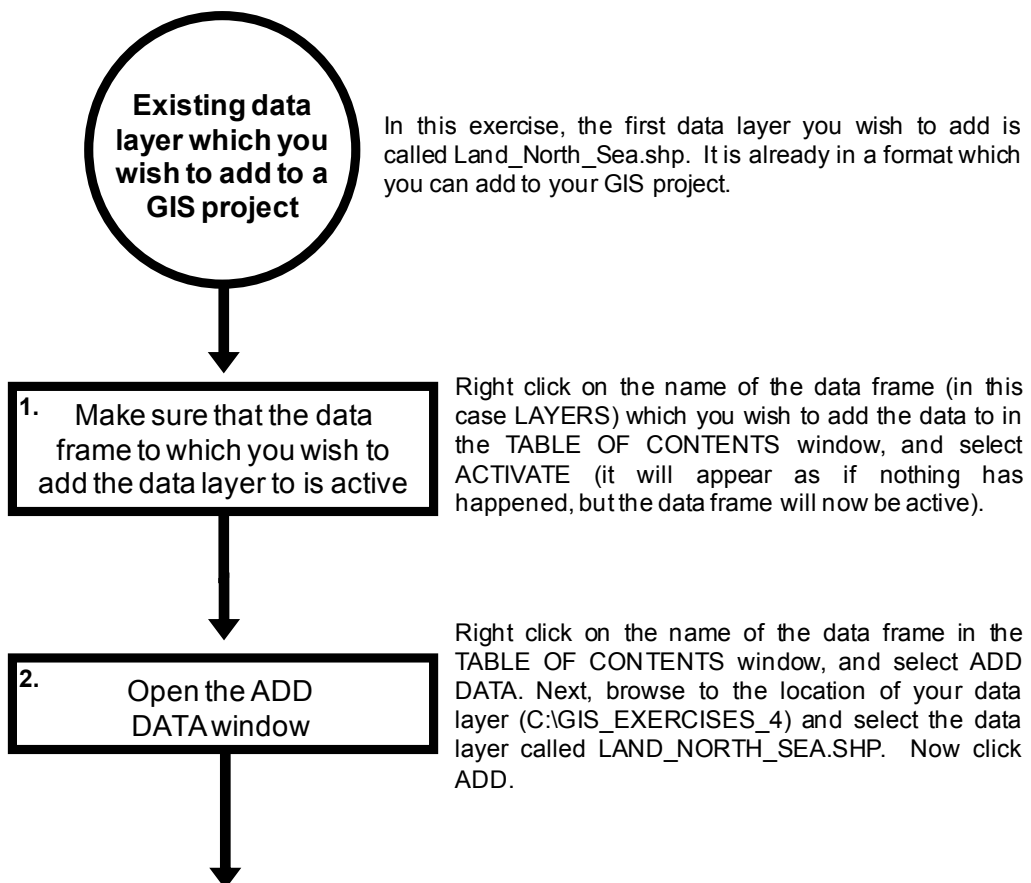 Existing data
layer which you
wish to add to a
GIS project
In this exercise, the first data layer you wish to add is
called Land_North_Sea.shp. It is already in a format which
you can add to your GIS project.
1.
Make sure that the data
frame to which you wish to
add the data layer to is active
Right click on the name of the data frame (in this
case LAYERS) which you wish to add the data to in
the TABLE OF CONTENTS window, and select
ACTIVATE (it will appear as if nothing has
happened, but the data frame will now be active).
2.
Open the ADD
DATA window
Right click on the name of the data frame in the
TABLE OF CONTENTS window, and select ADD
DATA. Next, browse to the location of your data
layer (C:\GIS_EXERCISES_4) and select the data
layer called LAND_NORTH_SEA.SHP. Now click
ADD.